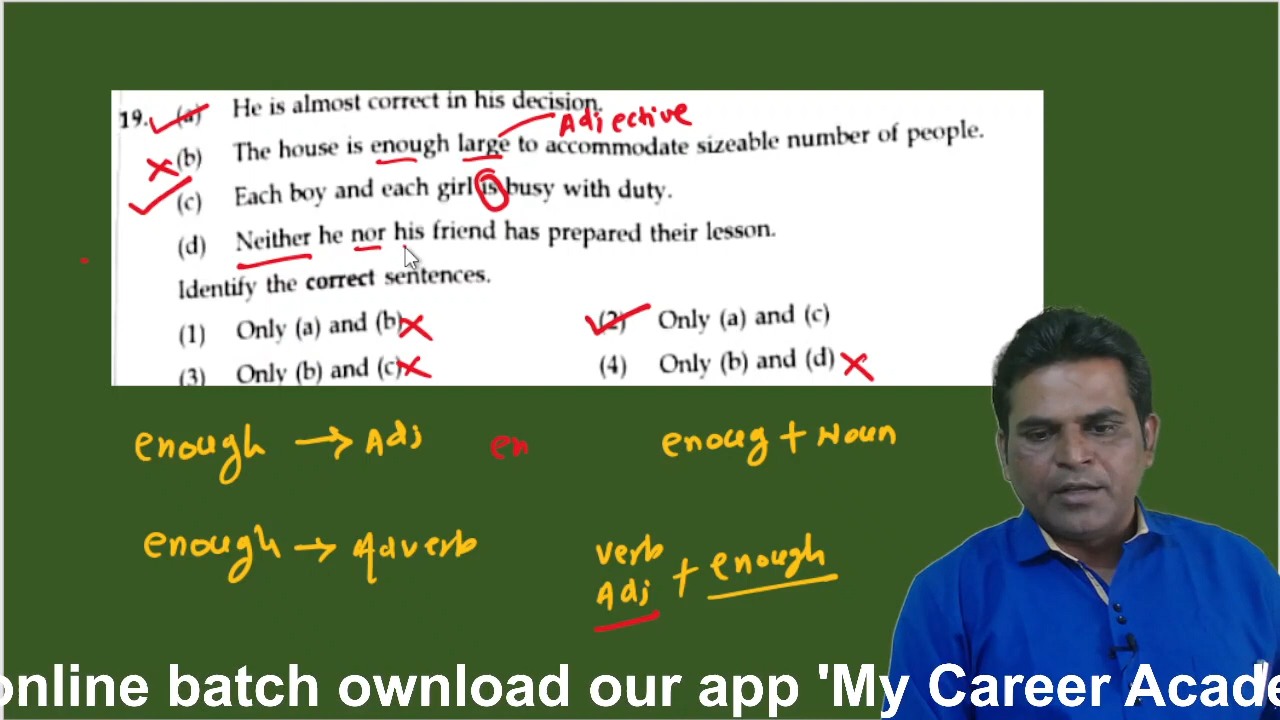 19. (a) He is almost correct in his decision.
Adjective
(b) The house is enough large to accommodate sizeable number of people.
(c) Each boy and each girl is busy with duty.
(d) Neither he nor his friend has prepared their lesson.
Identify the correct sentences.
(1) Only (a) and (b) (2) Only (a) and (c)
(3) Only (b) and (c) (4) Only (b) and (d)
enough → Adj en enoug + Noun
enough → Adverb
verb
Adj + enough
online batch ownload our app 'My Career Acade